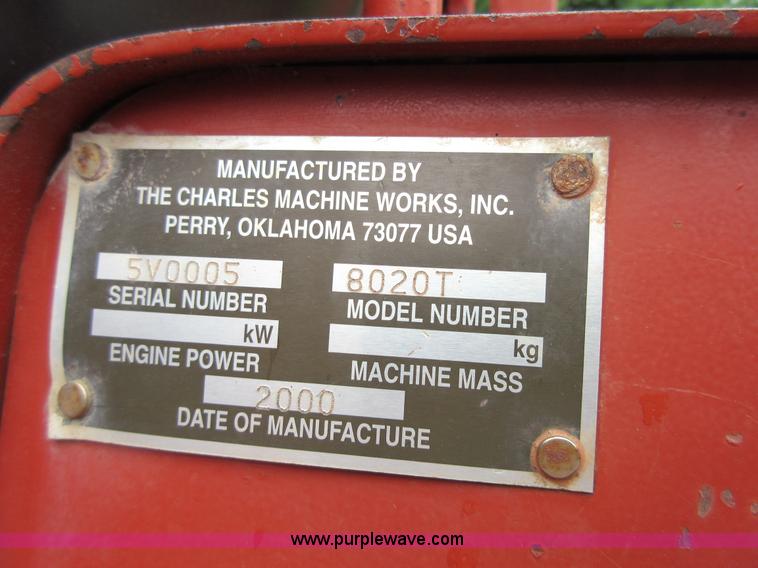 MANUFACTURED BY
THE CHARLES MACHINE WORKS, INC.
PERRY, OKLAHOMA 73077 USA
5V0005 8020T
SERIAL NUMBER MODEL NUMBER
kW kg
ENGINE POWER MACHINE MASS
2000
DATE OF MANUFACTURE
www.purplewave.com